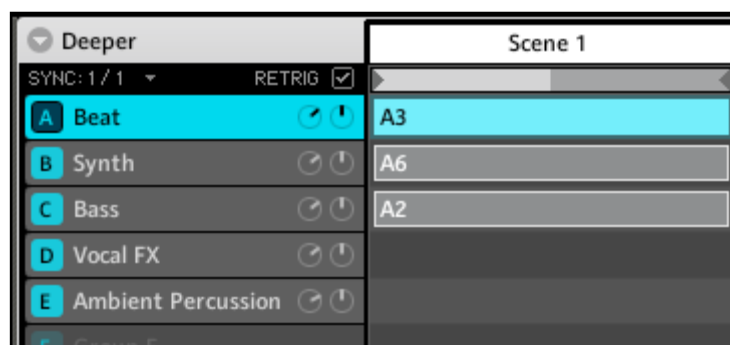 Deeper
Scene 1
SYNC: 1 / 1 RETRIG
A Beat A3
B Synth A6
C Bass A2
D Vocal FX
E Ambient Percussion